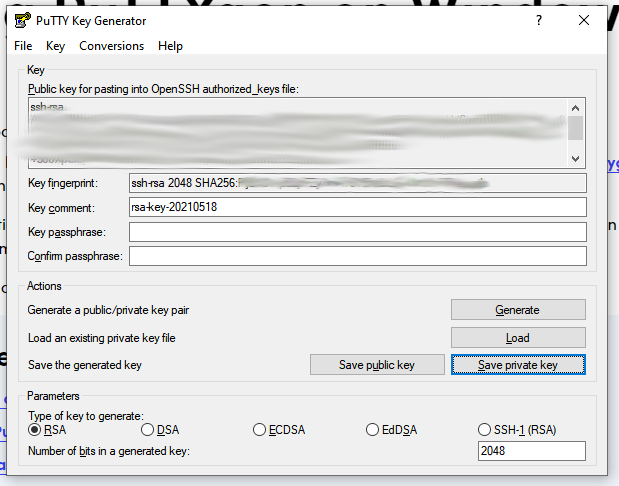 PuTTY Key Generator
File Key Conversions Help
Key
Public key for pasting into OpenSSH authorized_keys file:
ssh-rsa
Key fingerprint: ssh-rsa 2048 SHA256:
Key comment: rsa-key-20210518
Key passphrase:
Confirm passphrase:
Actions
Generate a public/private key pair Generate
Load an existing private key file Load
Save the generated key Save public key Save private key
Parameters
Type of key to generate:
RSA DSA ECDSA EdDSA SSH-1 (RSA)
Number of bits in a generated key: 2048